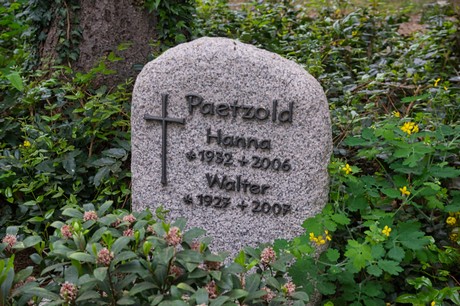 Paetzold
Hanna
*1932 +2006
Walter
*1927 +2007